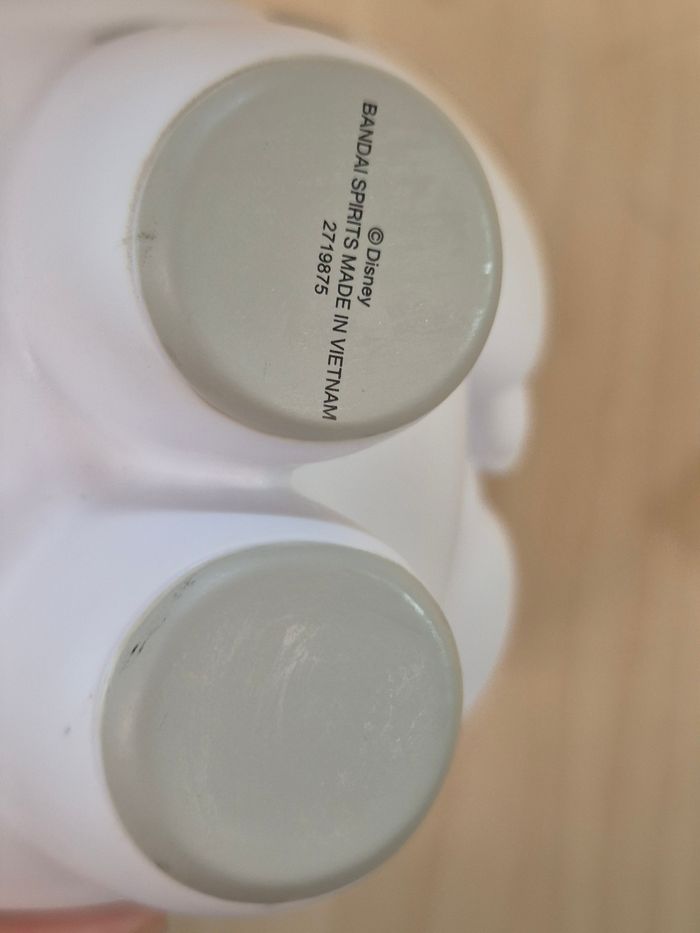 © Disney
BANDAI SPIRITS MADE IN VIETNAM
2719875